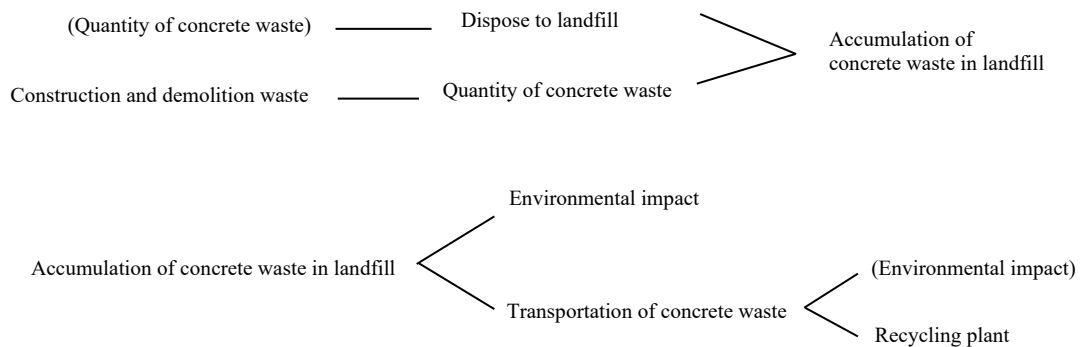 (Quantity of concrete waste)
Dispose to landfill
Accumulation of
concrete waste in landfill
Construction and demolition waste
Quantity of concrete waste
Environmental impact
Accumulation of concrete waste in landfill
(Environmental impact)
Transportation of concrete waste
Recycling plant